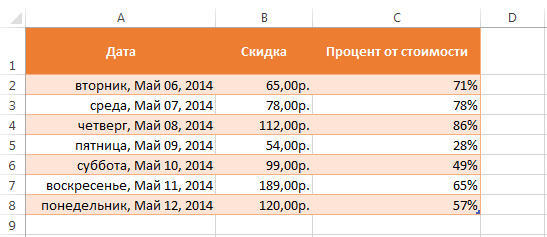 A B C D
1 Дата Скидка Процент от стоимости
2 вторник, Май 06, 2014 65,00р. 71%
3 среда, Май 07, 2014 78,00р. 78%
4 четверг, Май 08, 2014 112,00р. 86%
5 пятница, Май 09, 2014 54,00р. 28%
6 суббота, Май 10, 2014 99,00р. 49%
7 воскресенье, Май 11, 2014 189,00р. 65%
8 понедельник, Май 12, 2014 120,00р. 57%
9